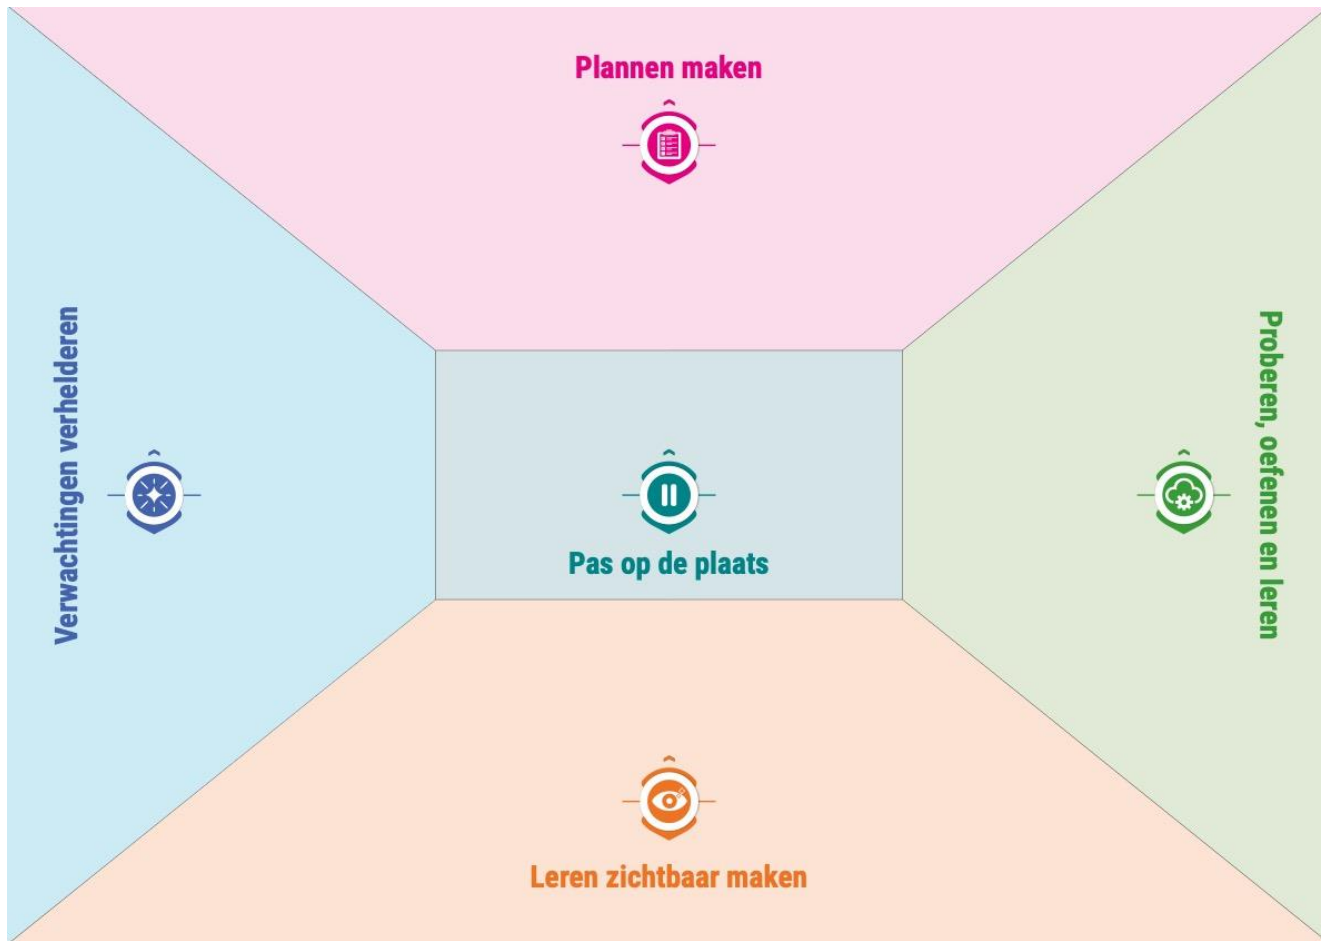 Plannen maken
Verwachtingen verhelderen
Proberen, oefenen en leren
Pas op de plaats
Leren zichtbaar maken